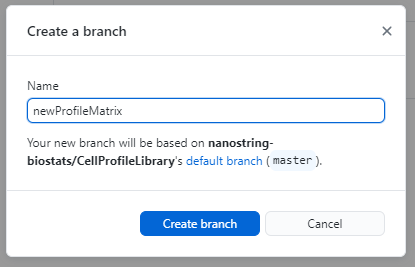 Create a branch
Name
newProfileMatrix
Your new branch will be based on nanostring-
biostats/CellProfileLibrary's default branch ( master ).
Create branch
Cancel